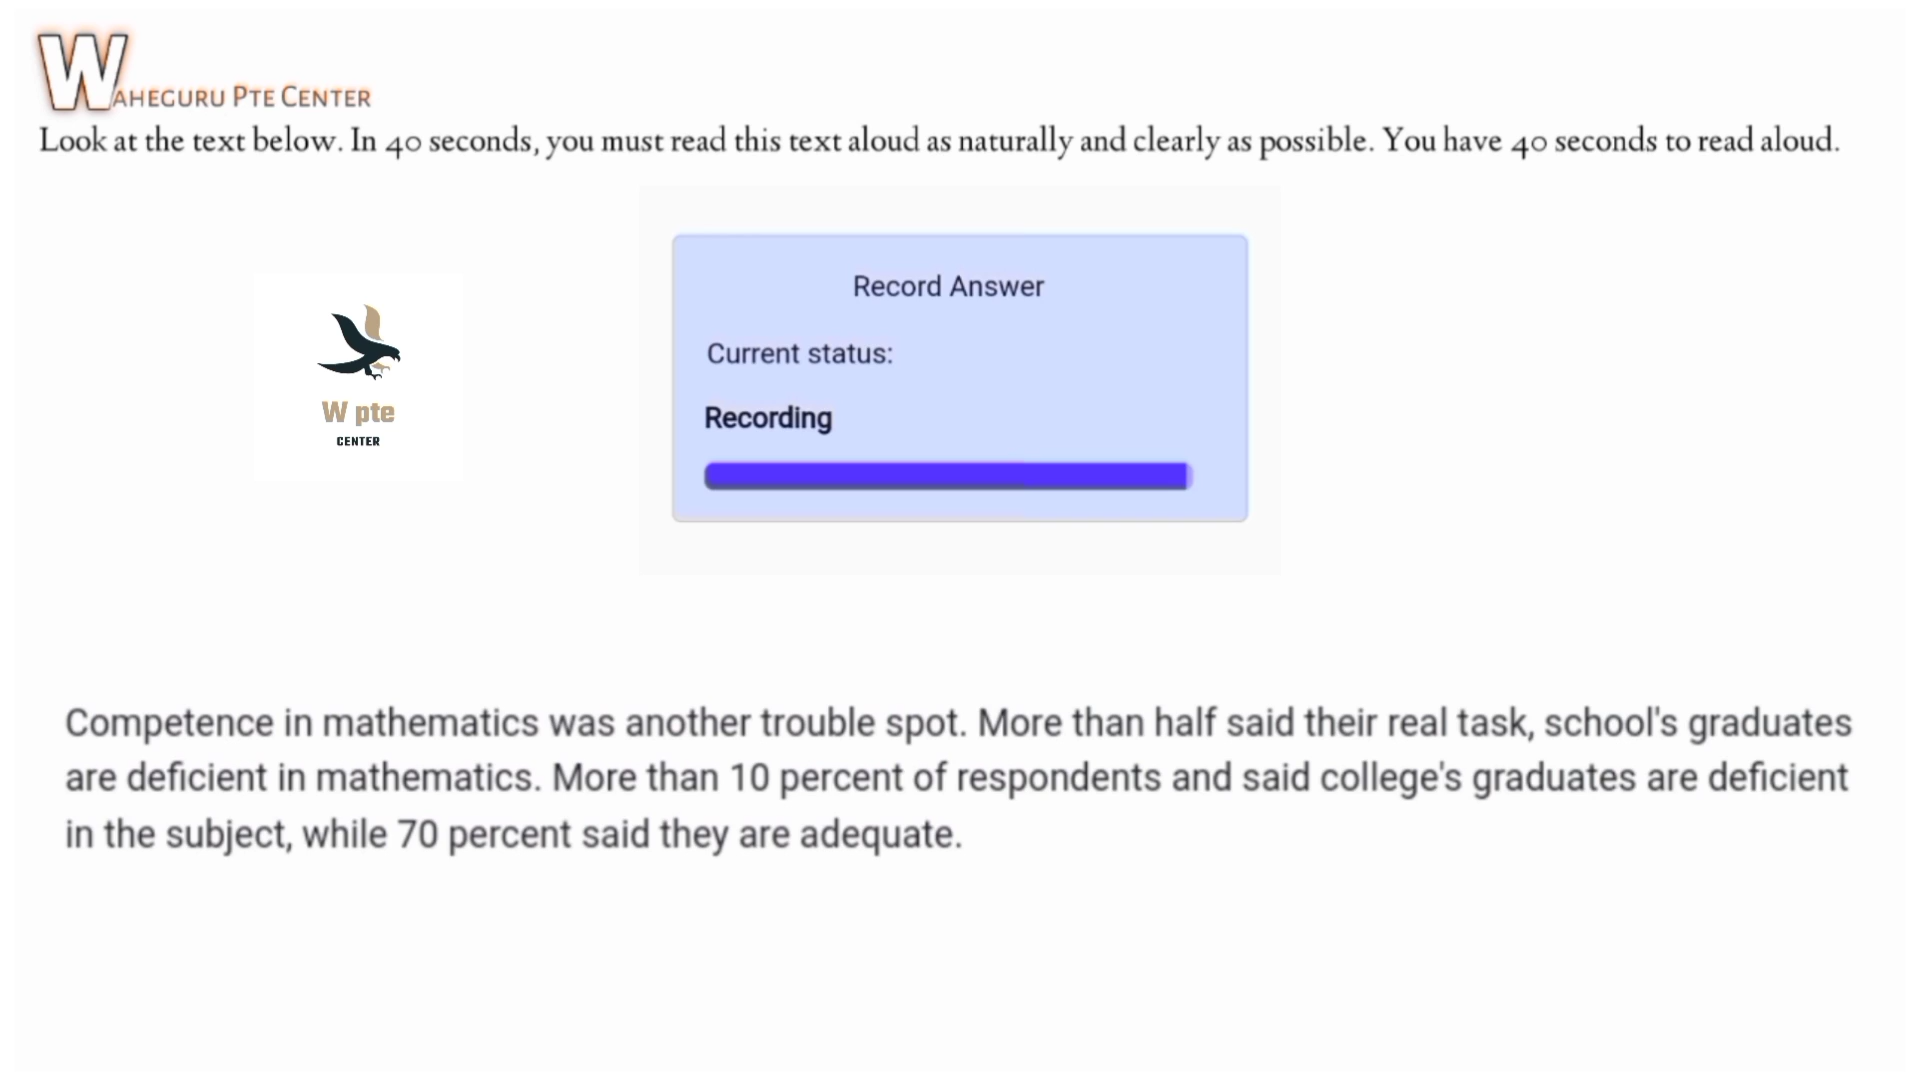 WAHEGURU PTE CENTER
Look at the text below. In 40 seconds, you must read this text aloud as naturally and clearly as possible. You have 40 seconds to read aloud.
Record Answer
Current status:
Recording
W pte
CENTER
Competence in mathematics was another trouble spot. More than half said their real task, school's graduates
are deficient in mathematics. More than 10 percent of respondents and said college's graduates are deficient
in the subject, while 70 percent said they are adequate.